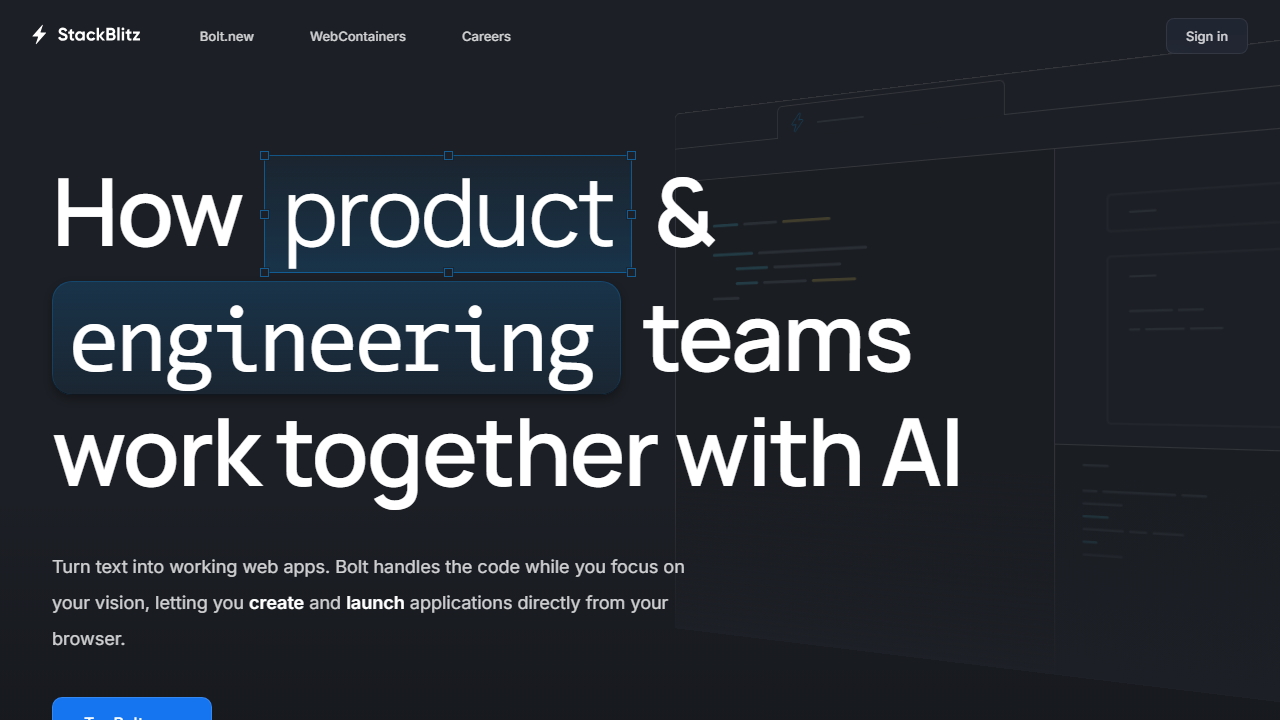 StackBlitz
Bolt.new
WebContainers
Careers
Sign in
How product &
engineering teams
work together with AI
Turn text into working web apps. Bolt handles the code while you focus on
your vision, letting you create and launch applications directly from your
browser.